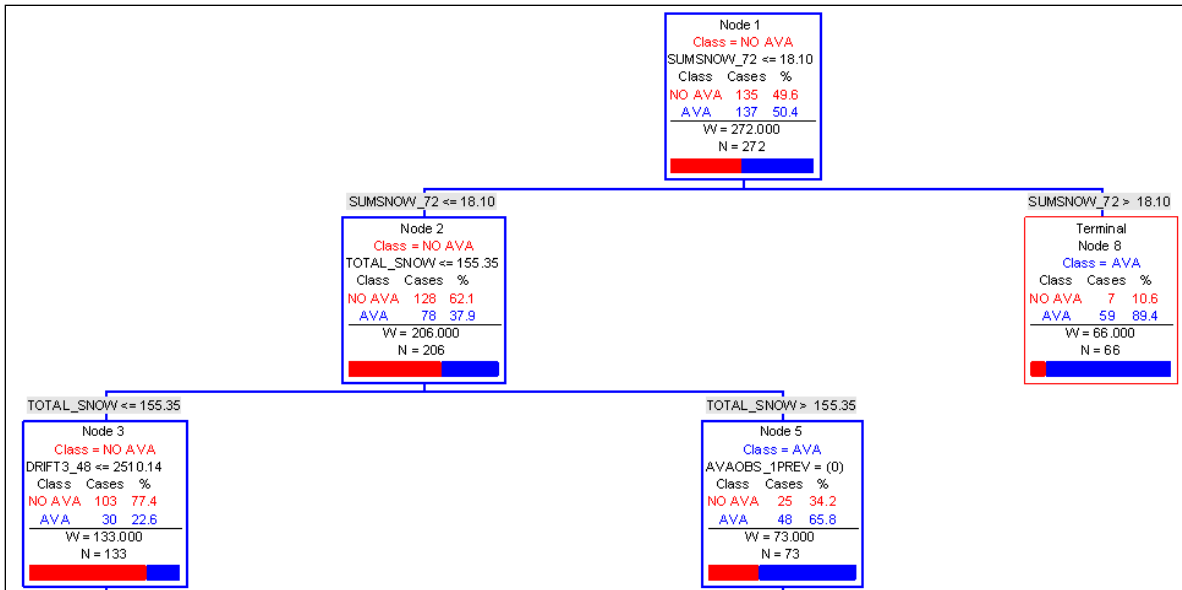 Node 1
Class = NO AVA
SUMSNOW_72 <= 18.10
Class Cases %
NO AVA 135 49.6
AVA 137 50.4
W = 272.000
N = 272
SUMSNOW_72 <= 18.10
SUMSNOW_72 > 18.10
Node 2
Class = NO AVA
TOTAL_SNOW <= 155.35
Class Cases %
NO AVA 128 62.1
AVA 78 37.9
W = 206.000
N = 206
Terminal
Node 8
Class = AVA
Class Cases %
NO AVA 7 10.6
AVA 59 89.4
W = 66.000
N = 66
TOTAL_SNOW <= 155.35
TOTAL_SNOW > 155.35
Node 3
Class = NO AVA
DRIFT3_48 <= 2510.14
Class Cases %
NO AVA 103 77.4
AVA 30 22.6
W = 133.000
N = 133
Node 5
Class = AVA
AVAOBS_1PREV = (0)
Class Cases %
NO AVA 25 34.2
AVA 48 65.8
W = 73.000
N = 73